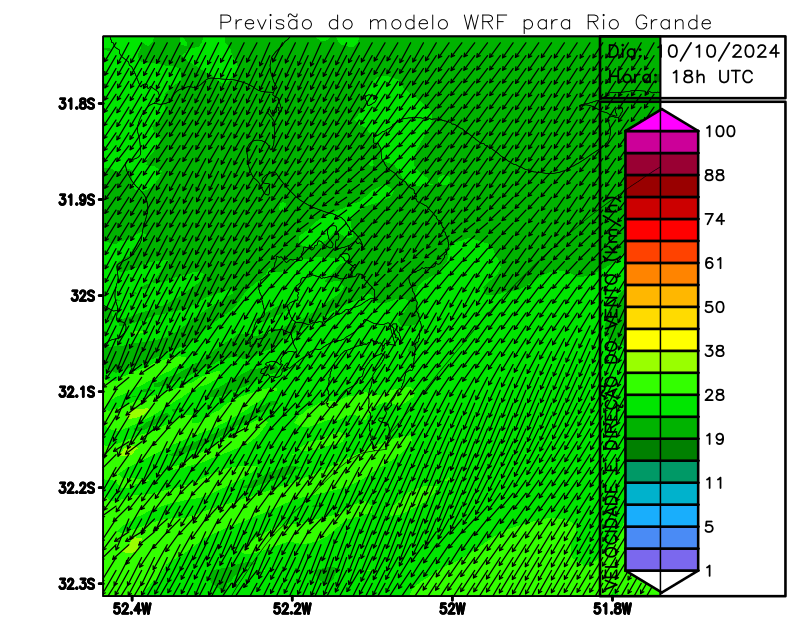 Previsão do modelo WRF para Rio Grande
Dia: 10/10/2024
Hora: 18h UTC
31.8S
31.9S
32S
32.1S
32.2S
32.3S
52.4W
52.2W
52W
51.8W
VELOCIDADE E DIREÇÃO DO VENTO (km/h)
100
88
74
61
50
38
28
19
11
5
1